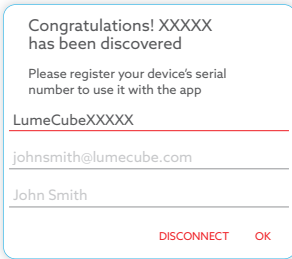 Congratulations! XXXXX
has been discovered
Please register your device's serial
number to use it with the app
LumeCubeXXXXX
johnsmith@lumecube.com
John Smith
DISCONNECT OK